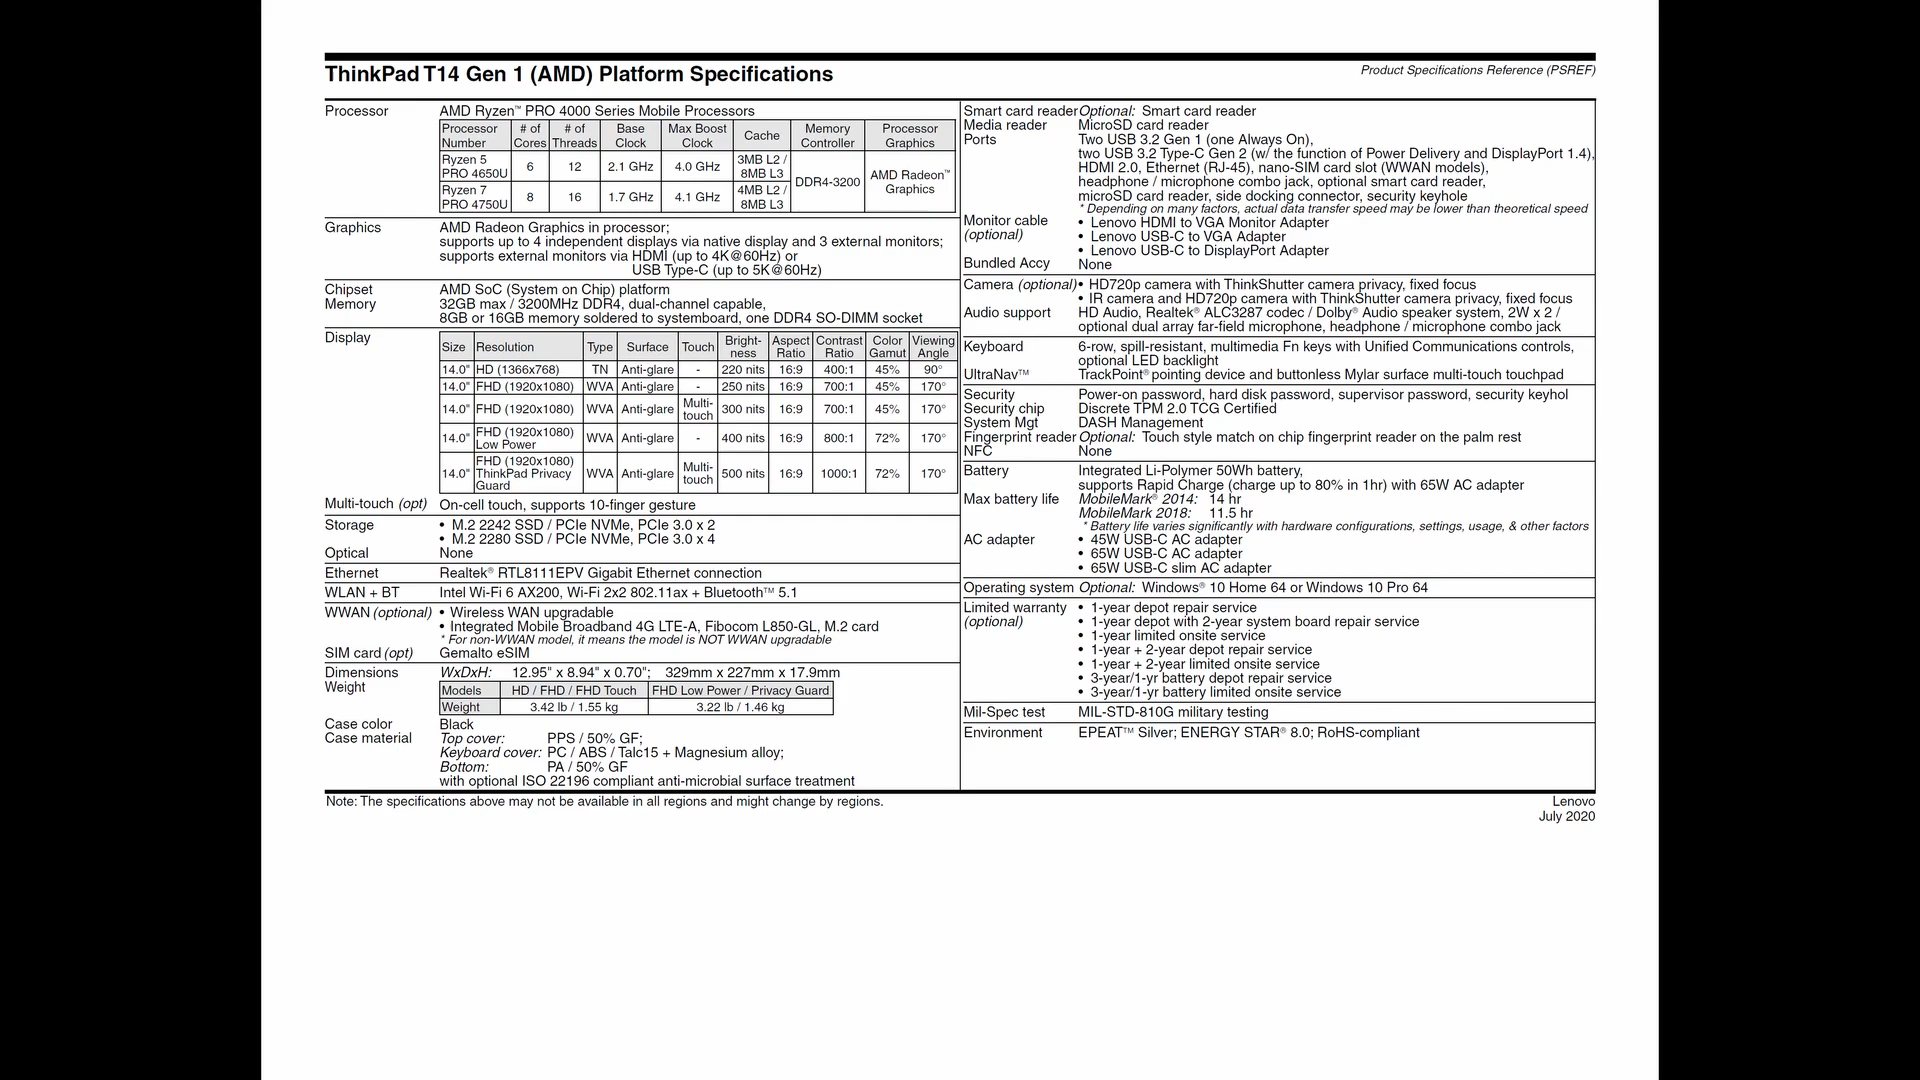 ThinkPad T14 Gen 1 (AMD) Platform Specifications
Product Specifications Reference (PSREF)
Processor AMD Ryzen™ PRO 4000 Series Mobile Processors
Processor Number # of Cores # of Threads Base Clock Max Boost Clock Cache Memory Controller Processor Graphics
Ryzen 5 PRO 4650U 6 12 2.1 GHz 4.0 GHz 3MB L2 / 8MB L3 DDR4-3200 AMD Radeon™ Graphics
Ryzen 7 PRO 4750U 8 16 1.7 GHz 4.1 GHz 4MB L2 / 8MB L3
Graphics AMD Radeon Graphics in processor;
supports up to 4 independent displays via native display and 3 external monitors;
supports external monitors via HDMI (up to 4K@60Hz) or
USB Type-C (up to 5K@60Hz)
Chipset AMD SoC (System on Chip) platform
Memory 32GB max / 3200MHz DDR4, dual-channel capable,
8GB or 16GB memory soldered to systemboard, one DDR4 SO-DIMM socket
Display Size Resolution Type Surface Touch Bright-ness Aspect Ratio Contrast Ratio Color Gamut Viewing Angle
14.0" HD (1366x768) TN Anti-glare - 220 nits 16:9 400:1 45% 90°
14.0" FHD (1920x1080) WVA Anti-glare - 250 nits 16:9 700:1 45% 170°
14.0" FHD (1920x1080) WVA Anti-glare Multi-touch 300 nits 16:9 700:1 45% 170°
14.0" FHD (1920x1080) Low Power WVA Anti-glare - 400 nits 16:9 800:1 72% 170°
14.0" FHD (1920x1080) ThinkPad Privacy Guard WVA Anti-glare Multi-touch 500 nits 16:9 1000:1 72% 170°
Multi-touch (opt) On-cell touch, supports 10-finger gesture
Storage • M.2 2242 SSD / PCIe NVMe, PCIe 3.0 x 2
• M.2 2280 SSD / PCIe NVMe, PCIe 3.0 x 4
Optical None
Ethernet Realtek® RTL8111EPV Gigabit Ethernet connection
WLAN + BT Intel Wi-Fi 6 AX200, Wi-Fi 2x2 802.11ax + Bluetooth™ 5.1
WWAN (optional) • Wireless WAN upgradable
• Integrated Mobile Broadband 4G LTE-A, Fibocom L850-GL, M.2 card
* For non-WWAN model, it means the model is NOT WWAN upgradable
SIM card (opt) Gemalto eSIM
Dimensions WxDxH: 12.95" x 8.94" x 0.70"; 329mm x 227mm x 17.9mm
Weight Models HD / FHD / FHD Touch FHD Low Power / Privacy Guard
Weight 3.42 lb / 1.55 kg 3.22 lb / 1.46 kg
Case color Black
Case material Top cover: PPS / 50% GF;
Keyboard cover: PC / ABS / Talc15 + Magnesium alloy;
Bottom: PA / 50% GF
with optional ISO 22196 compliant anti-microbial surface treatment
Smart card reader Optional: Smart card reader
Media reader MicroSD card reader
Ports Two USB 3.2 Gen 1 (one Always On),
two USB 3.2 Type-C Gen 2 (w/ the function of Power Delivery and DisplayPort 1.4),
HDMI 2.0, Ethernet (RJ-45), nano-SIM card slot (WWAN models),
headphone / microphone combo jack, optional smart card reader,
microSD card reader, side docking connector, security keyhole
* Depending on many factors, actual data transfer speed may be lower than theoretical speed
Monitor cable • Lenovo HDMI to VGA Monitor Adapter
(optional) • Lenovo USB-C to VGA Adapter
• Lenovo USB-C to DisplayPort Adapter
Bundled Accy None
Camera (optional) • HD720p camera with ThinkShutter camera privacy, fixed focus
• IR camera and HD720p camera with ThinkShutter camera privacy, fixed focus
Audio support HD Audio, Realtek® ALC3287 codec / Dolby® Audio speaker system, 2W x 2 /
optional dual array far-field microphone, headphone / microphone combo jack
Keyboard 6-row, spill-resistant, multimedia Fn keys with Unified Communications controls,
optional LED backlight
UltraNav™ TrackPoint® pointing device and buttonless Mylar surface multi-touch touchpad
Security Power-on password, hard disk password, supervisor password, security keyhol
Security chip Discrete TPM 2.0 TCG Certified
System Mgt DASH Management
Fingerprint reader Optional: Touch style match on chip fingerprint reader on the palm rest
NFC None
Battery Integrated Li-Polymer 50Wh battery,
supports Rapid Charge (charge up to 80% in 1hr) with 65W AC adapter
Max battery life MobileMark® 2014: 14 hr
MobileMark 2018: 11.5 hr
* Battery life varies significantly with hardware configurations, settings, usage, & other factors
AC adapter • 45W USB-C AC adapter
• 65W USB-C AC adapter
• 65W USB-C slim AC adapter
Operating system Optional: Windows® 10 Home 64 or Windows 10 Pro 64
Limited warranty • 1-year depot repair service
(optional) • 1-year depot with 2-year system board repair service
• 1-year limited onsite service
• 1-year + 2-year depot repair service
• 1-year + 2-year limited onsite service
• 3-year/1-yr battery depot repair service
• 3-year/1-yr battery limited onsite service
Mil-Spec test MIL-STD-810G military testing
Environment EPEAT™ Silver; ENERGY STAR® 8.0; RoHS-compliant
Note: The specifications above may not be available in all regions and might change by regions.
Lenovo
July 2020